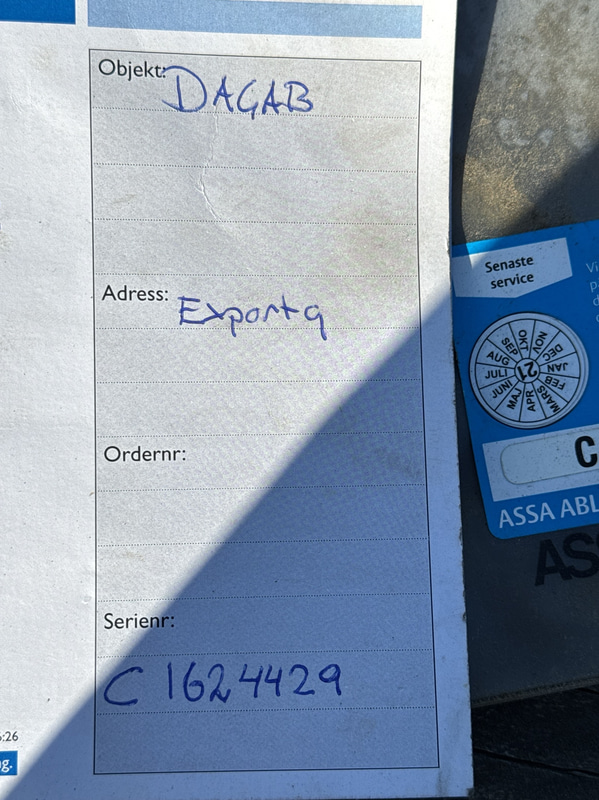 Objekt: DAGAB
Adress: Exportg
Ordernr:
Serienr:
C 1624429
:26
g.
Senaste
service
JAN FEB MARS APR MAJ JUNI JULI AUG SEP OKT NOV DEC
21
C
ASSA ABL
ASS